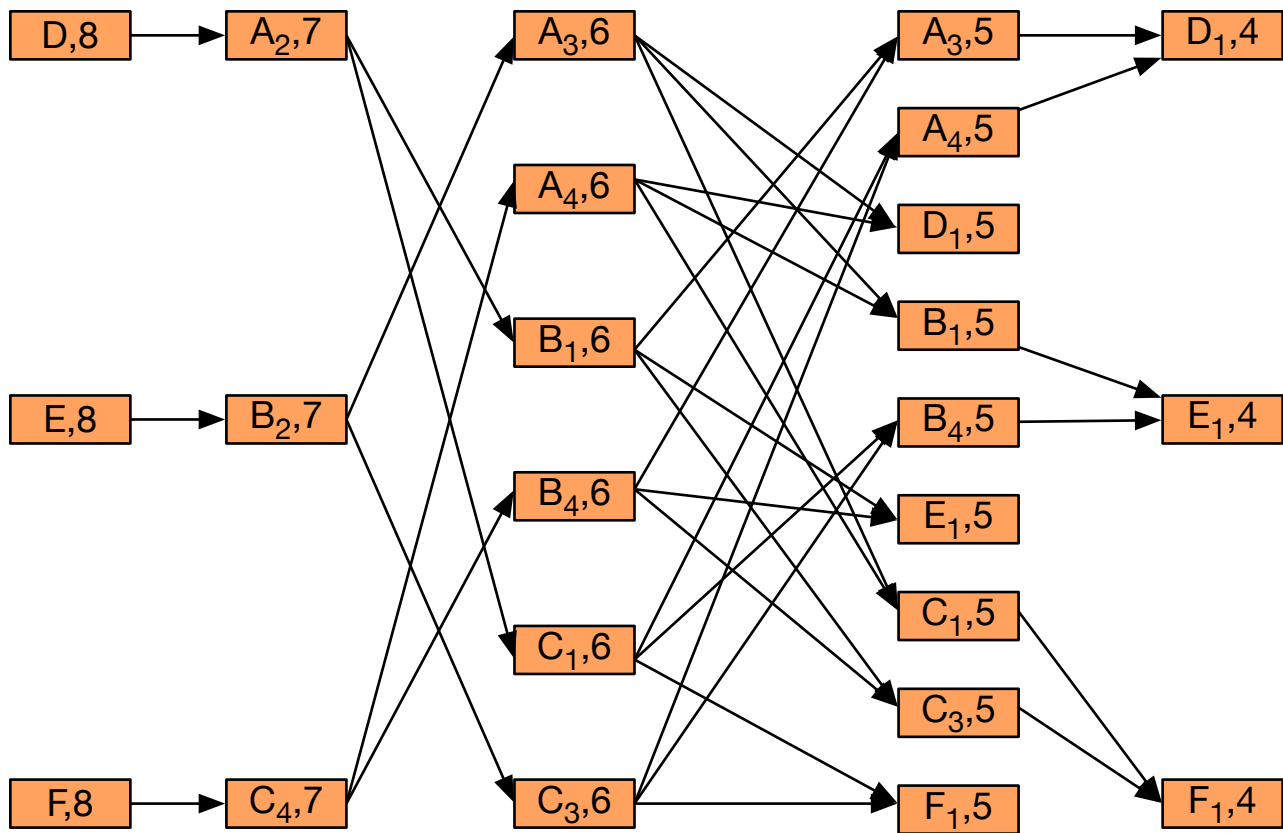 D,8
A₂,7
A₃,6
A₃,5
D₁,4
A₄,5
A₄,6
D₁,5
B₁,6
B₁,5
E,8
B₂,7
B₄,5
E₁,4
B₄,6
E₁,5
C₁,6
C₁,5
C₃,5
F,8
C₄,7
C₃,6
F₁,5
F₁,4